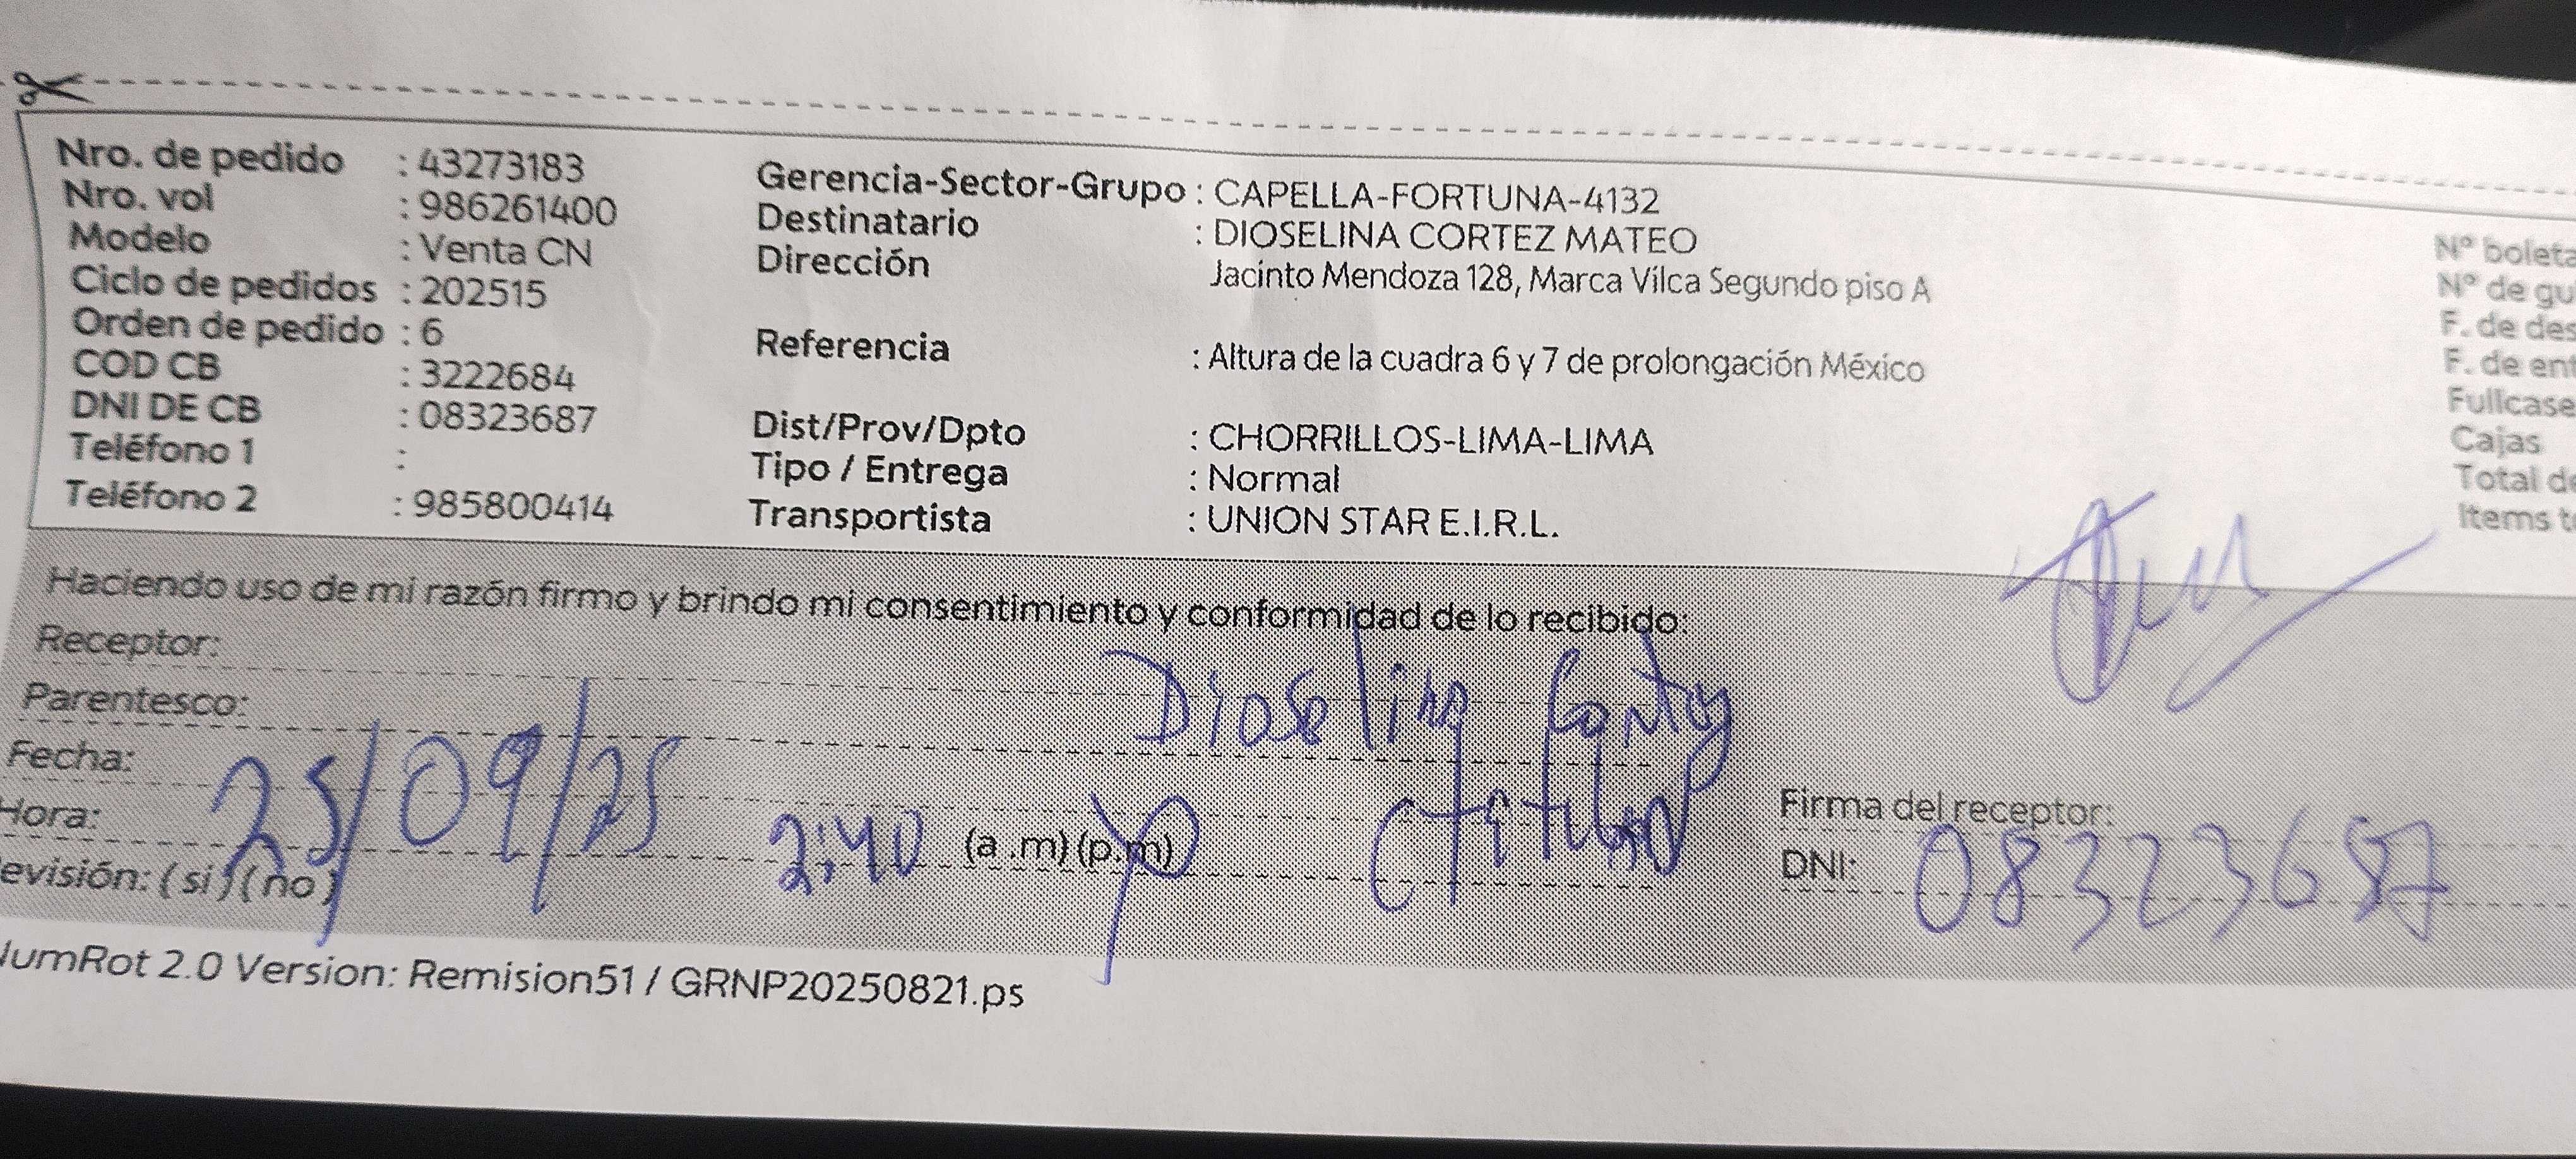 Nro. de pedido : 43273183
Nro. vol : 986261400
Modelo : Venta CN
Ciclo de pedidos : 202515
Orden de pedido : 6
COD CB : 3222684
DNI DE CB : 08323687
Teléfono 1 :
Teléfono 2 : 985800414
Gerencia-Sector-Grupo : CAPELLA-FORTUNA-4132
Destinatario : DIOSELINA CORTEZ MATEO
Dirección Jacinto Mendoza 128, Marca Vilca Segundo piso A
Referencia : Altura de la cuadra 6 y 7 de prolongación México
Dist/Prov/Dpto : CHORRILLOS-LIMA-LIMA
Tipo / Entrega : Normal
Transportista : UNION STAR E.I.R.L.
Nº boleta
Nº de gu
F. de des
F. de ent
Fullcase
Cajas
Total de
Items t
Haciendo uso de mi razón firmo y brindo mi consentimiento y conformidad de lo recibido:
Receptor: Dioselina
Parentesco:
Fecha: 25/09/25
Hora: 2:40 (a .m) (p.m)
evisión: ( si ) ( no )
Firma del receptor:
DNI: 08323687
NumRot 2.0 Version: Remision51 / GRNP20250821.ps